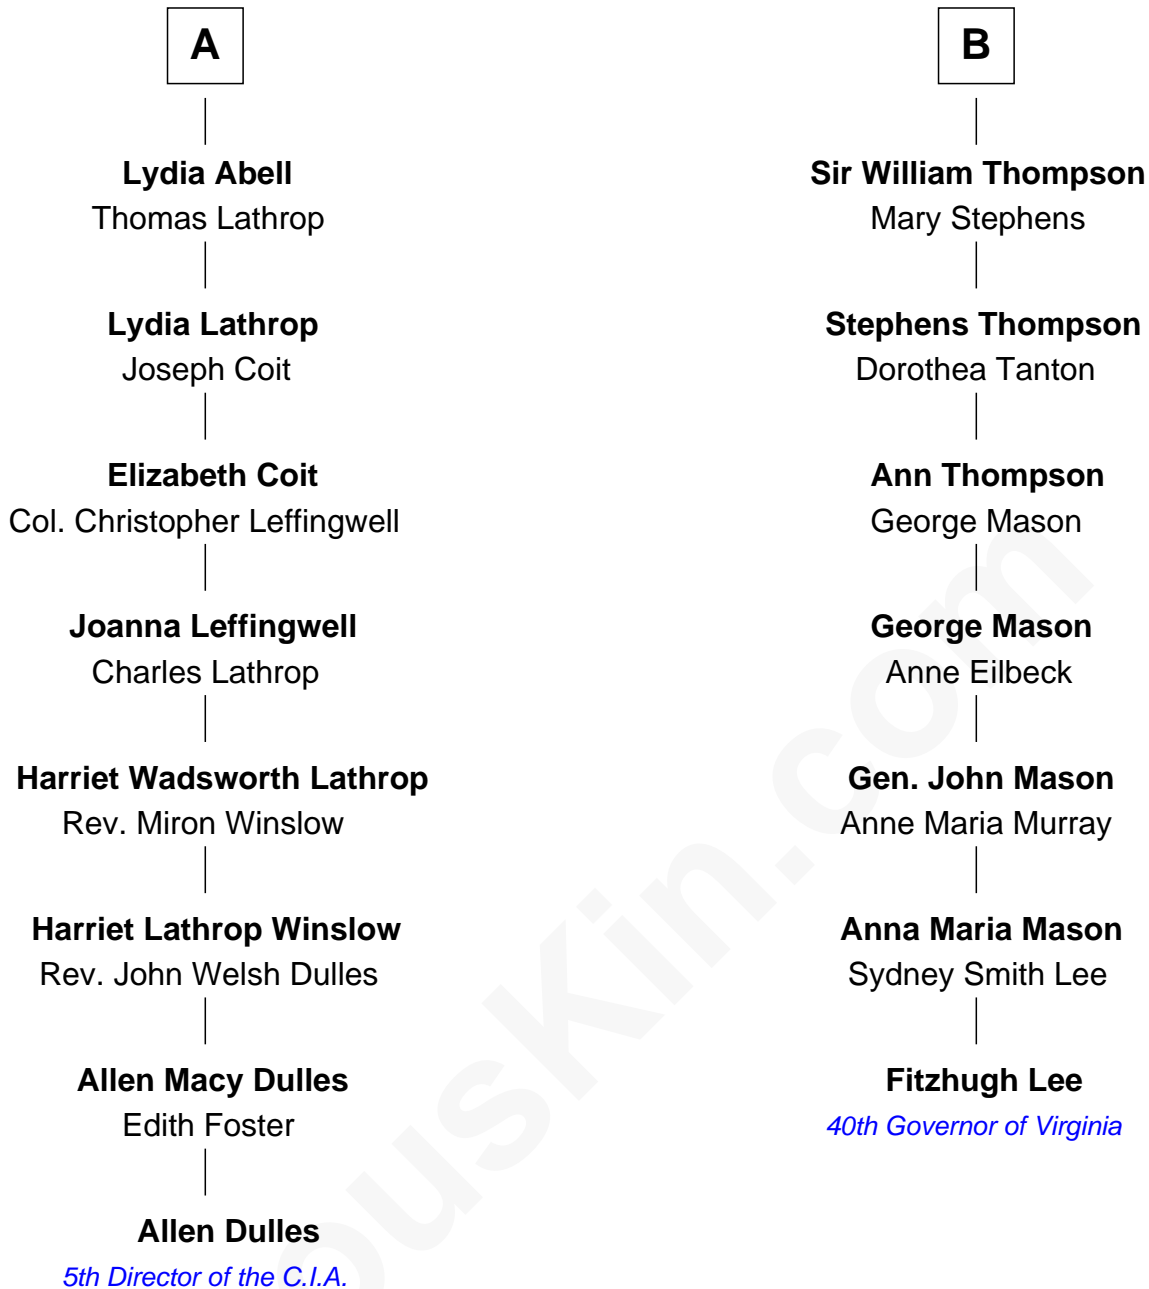 A
Lydia Abell
Thomas Lathrop
Lydia Lathrop
Joseph Coit
Elizabeth Coit
Col. Christopher Leffingwell
Joanna Leffingwell
Charles Lathrop
Harriet Wadsworth Lathrop
Rev. Miron Winslow
Harriet Lathrop Winslow
Rev. John Welsh Dulles
Allen Macy Dulles
Edith Foster
Allen Dulles
5th Director of the C.I.A.
B
Sir William Thompson
Mary Stephens
Stephens Thompson
Dorothea Tanton
Ann Thompson
George Mason
George Mason
Anne Eilbeck
Gen. John Mason
Anne Maria Murray
Anna Maria Mason
Sydney Smith Lee
Fitzhugh Lee
40th Governor of Virginia
ousKin.com